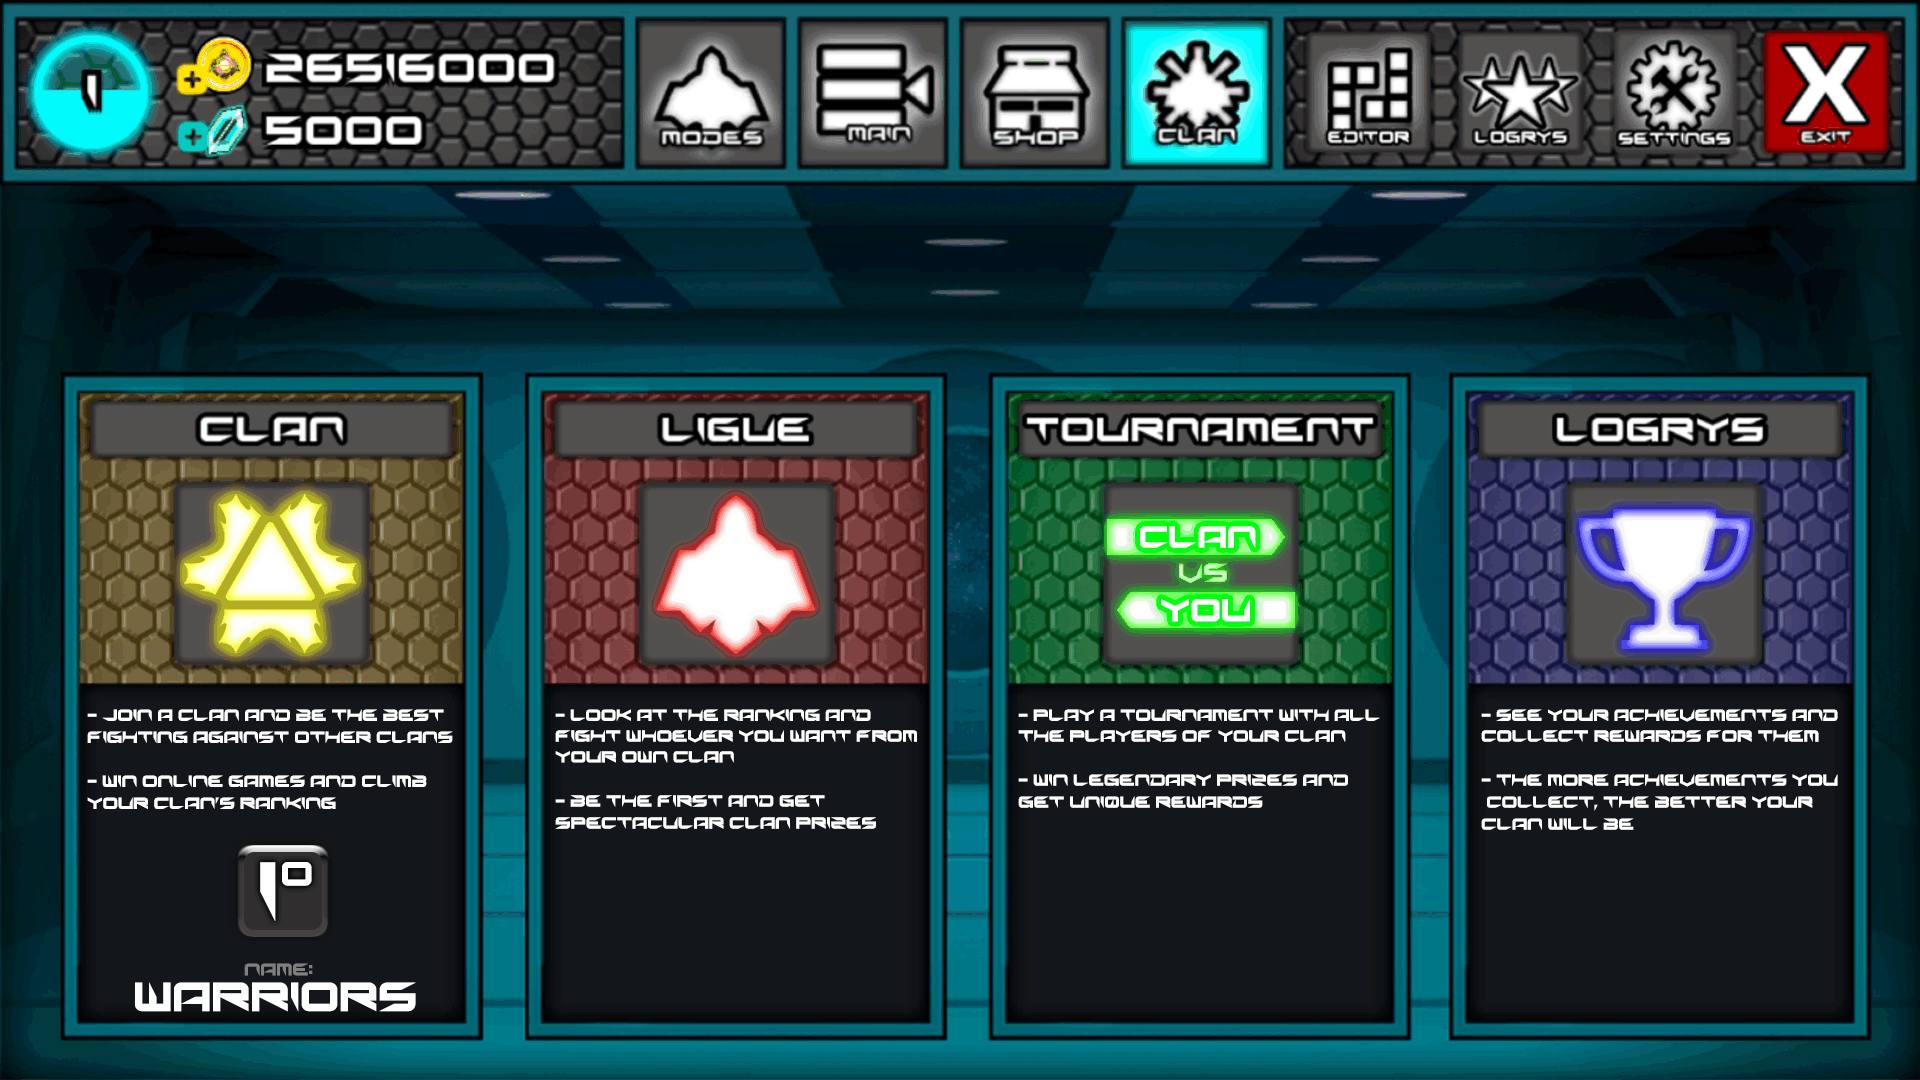 1
26516000
5000
MODES
MAIN
SHOP
CLAN
EDITOR
LOGRYS
SETTINGS
X
EXIT
CLAN
- JOIN A CLAN AND BE THE BEST
FIGHTING AGAINST OTHER CLANS
- WIN ONLINE GAMES AND CLIMB
YOUR CLAN'S RANKING
1º
NAME:
WARRIORS
LIGUE
- LOOK AT THE RANKING AND
FIGHT WHOEVER YOU WANT FROM
YOUR OWN CLAN
- BE THE FIRST AND GET
SPECTACULAR CLAN PRIZES
TOURNAMENT
CLAN
VS
YOU
- PLAY A TOURNAMENT WITH ALL
THE PLAYERS OF YOUR CLAN
- WIN LEGENDARY PRIZES AND
GET UNIQUE REWARDS
LOGRYS
- SEE YOUR ACHIEVEMENTS AND
COLLECT REWARDS FOR THEM
- THE MORE ACHIEVEMENTS YOU
COLLECT, THE BETTER YOUR
CLAN WILL BE